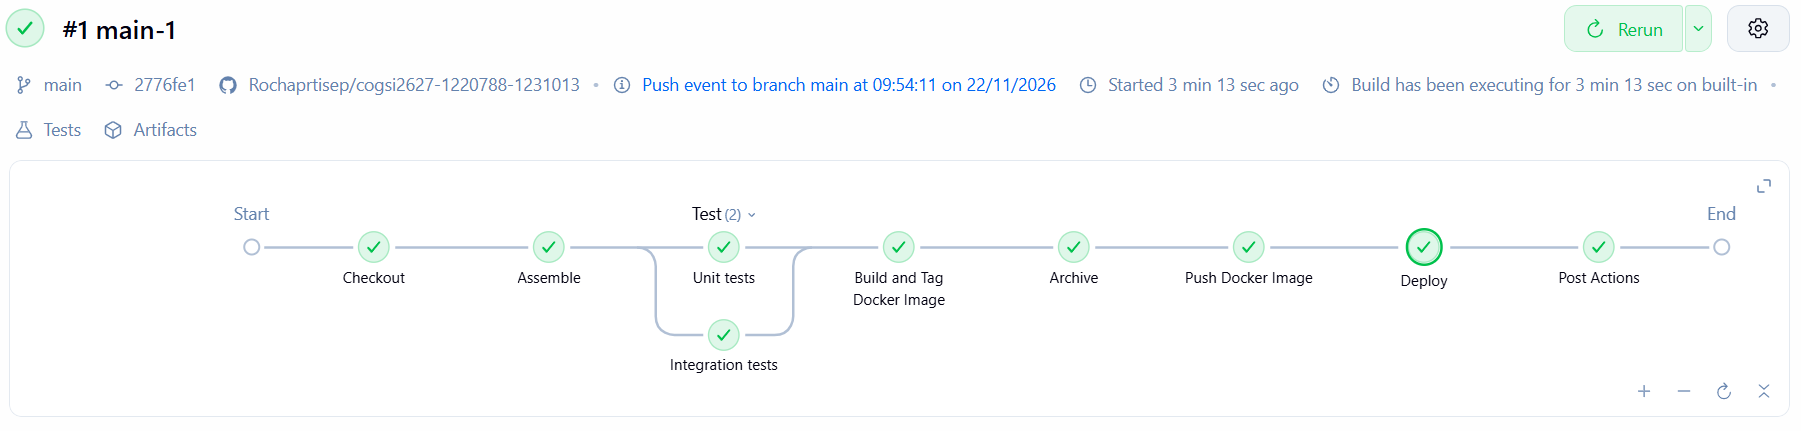 #1 main-1
Rerun
main 2776fe1 Rochaprtisep/cogsi2627-1220788-1231013 • Push event to branch main at 09:54:11 on 22/11/2026 Started 3 min 13 sec ago Build has been executing for 3 min 13 sec on built-in •
Tests Artifacts
Start Test (2) End
Checkout Assemble Unit tests Build and Tag Docker Image Archive Push Docker Image Deploy Post Actions
Integration tests